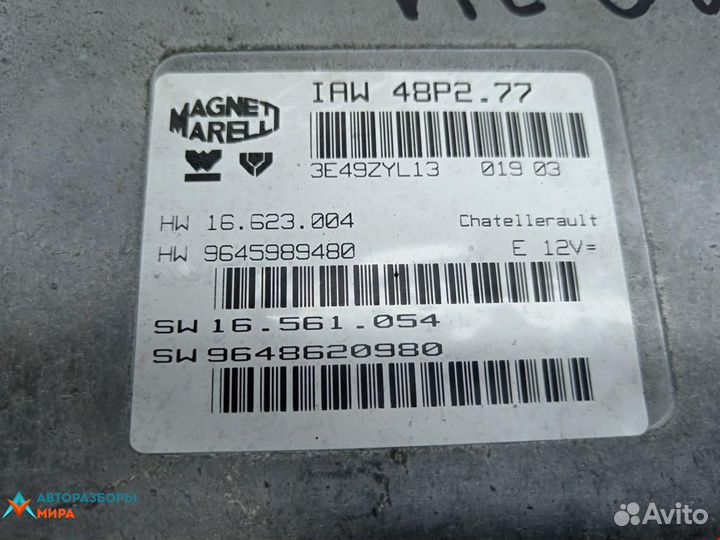 MAGNETI
MARELLI
IAW 48P2.77
3E49ZYL13 019 03
HW 16.623.004 Chatellerault
HW 9645989480 E 12V=
SW 16.561.054
SW 9648620980
АВТОРАЗБОРЫ
МИРА
Avito